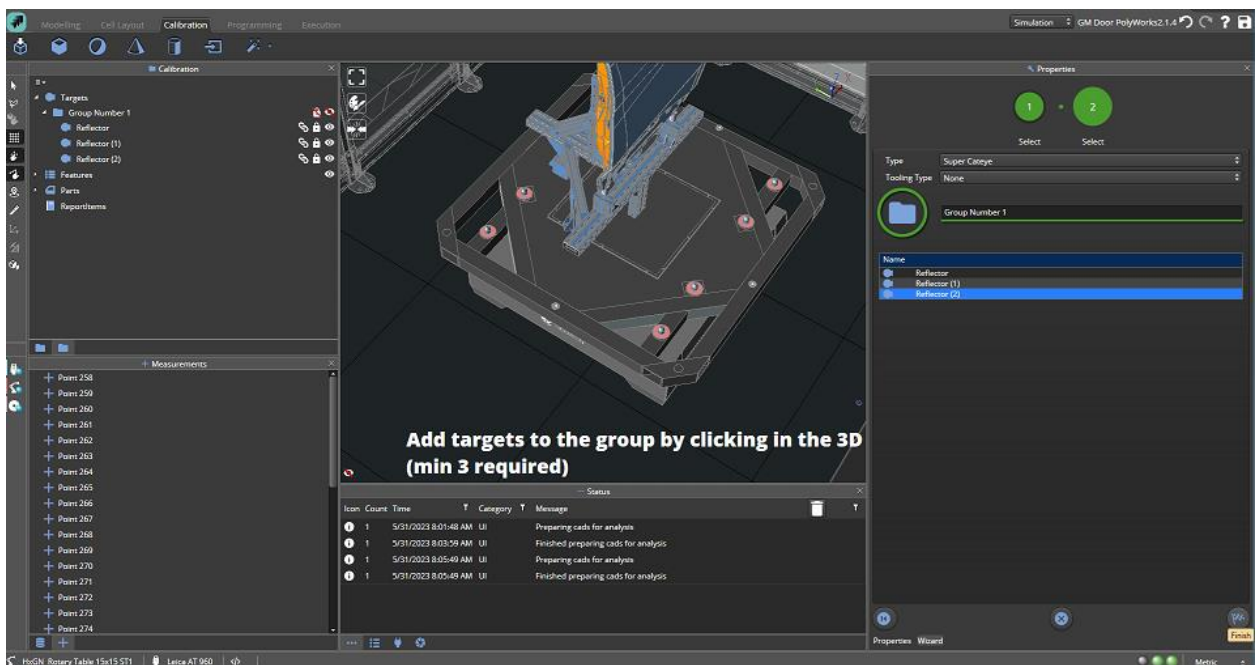 Modelling Cell Layout Calibration Programming Execution
Simulation GM Door PolyWorks2.1.4
Calibration
Targets
Group Number 1
Reflector
Reflector (1)
Reflector (2)
Features
Parts
ReportItems
Measurements
Point 258
Point 259
Point 260
Point 261
Point 262
Point 263
Point 264
Point 265
Point 266
Point 267
Point 268
Point 269
Point 270
Point 271
Point 272
Point 273
Point 274
Add targets to the group by clicking in the 3D
(min 3 required)
Status
Icon Count Time Category Message
1 5/31/2023 8:01:48 AM UI Preparing cads for analysis
1 5/31/2023 8:03:59 AM UI Finished preparing cads for analysis
1 5/31/2023 8:05:49 AM UI Preparing cads for analysis
1 5/31/2023 8:05:49 AM UI Finished preparing cads for analysis
Properties
1 2
Select Select
Type Super Cateye
Tooling Type None
Group Number 1
Name
Reflector
Reflector (1)
Reflector (2)
Finish
Properties Wizard
HxGN Rotary Table 15x15 ST1 Leica AT 960 </> Metric